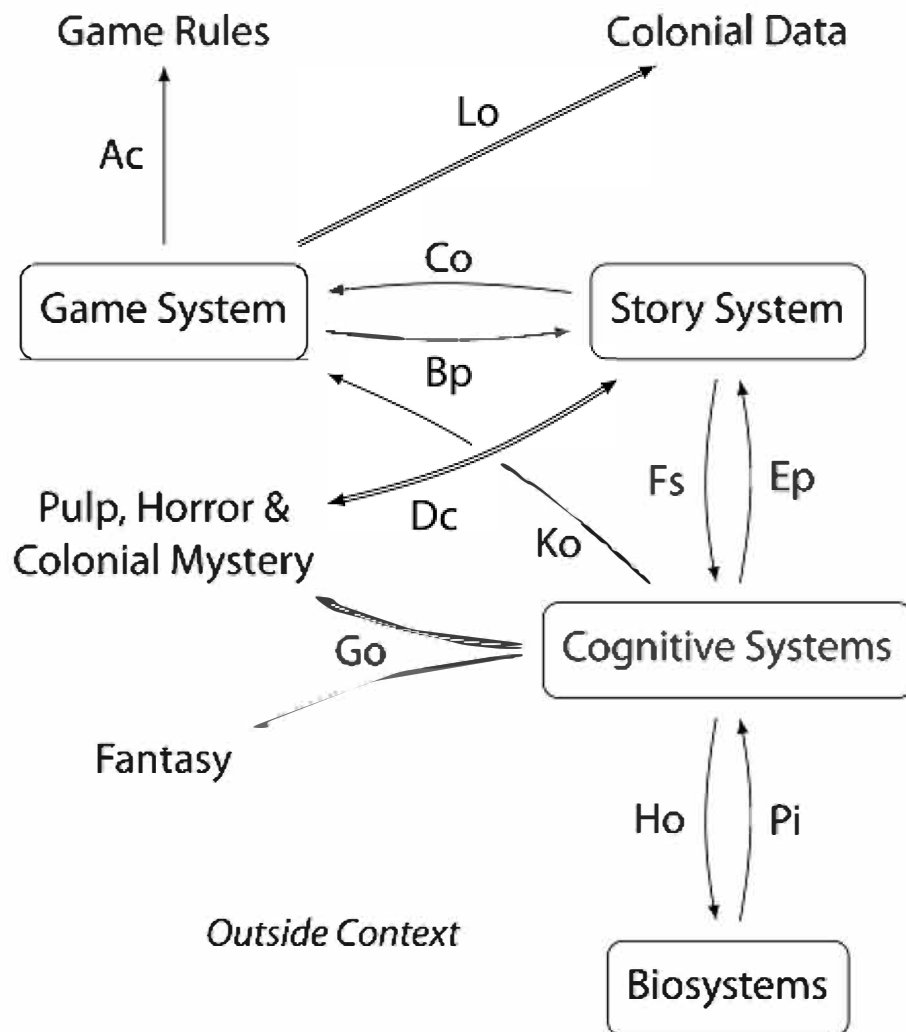 Game Rules
Colonial Data
Lo
Ac
Co
Game System
Story System
Bp
Fs
Ep
Pulp, Horror &
Dc
Ko
Colonial Mystery
Go
Cognitive Systems
Fantasy
Ho
Pi
Outside Context
Biosystems